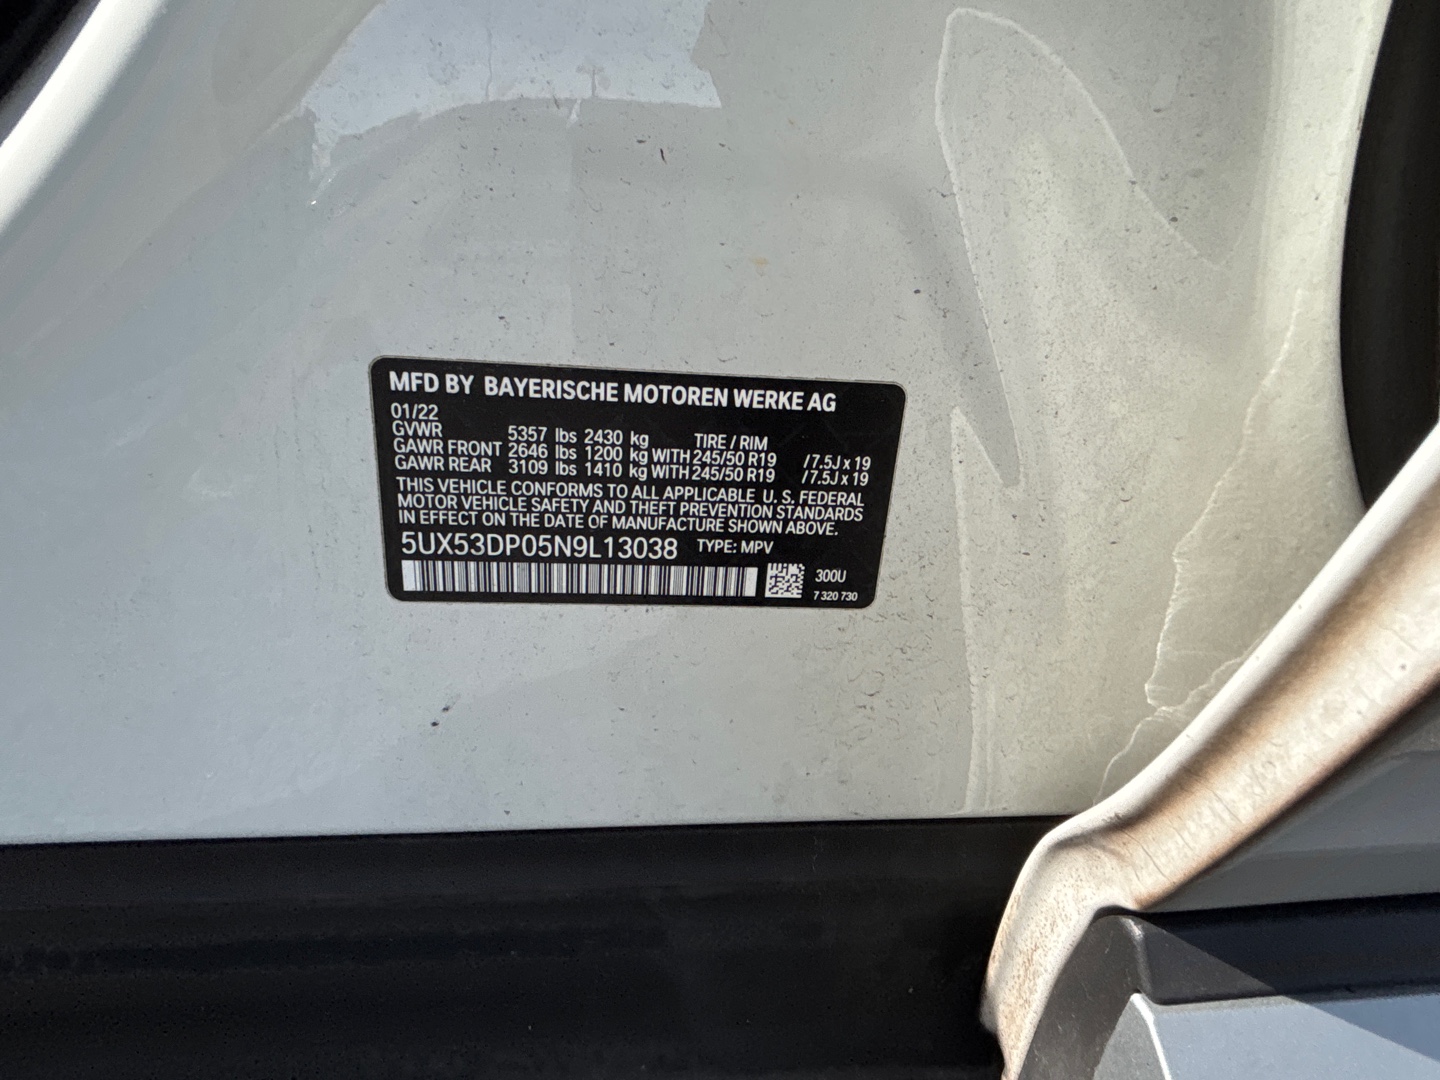 MFD BY BAYERISCHE MOTOREN WERKE AG
01/22
GVWR 5357 lbs 2430 kg TIRE / RIM
GAWR FRONT 2646 lbs 1200 kg WITH 245/50 R19 /7.5J x 19
GAWR REAR 3109 lbs 1410 kg WITH 245/50 R19 /7.5J x 19
THIS VEHICLE CONFORMS TO ALL APPLICABLE U. S. FEDERAL
MOTOR VEHICLE SAFETY AND THEFT PREVENTION STANDARDS
IN EFFECT ON THE DATE OF MANUFACTURE SHOWN ABOVE.
5UX53DP05N9L13038 TYPE: MPV
300U
7 320 730